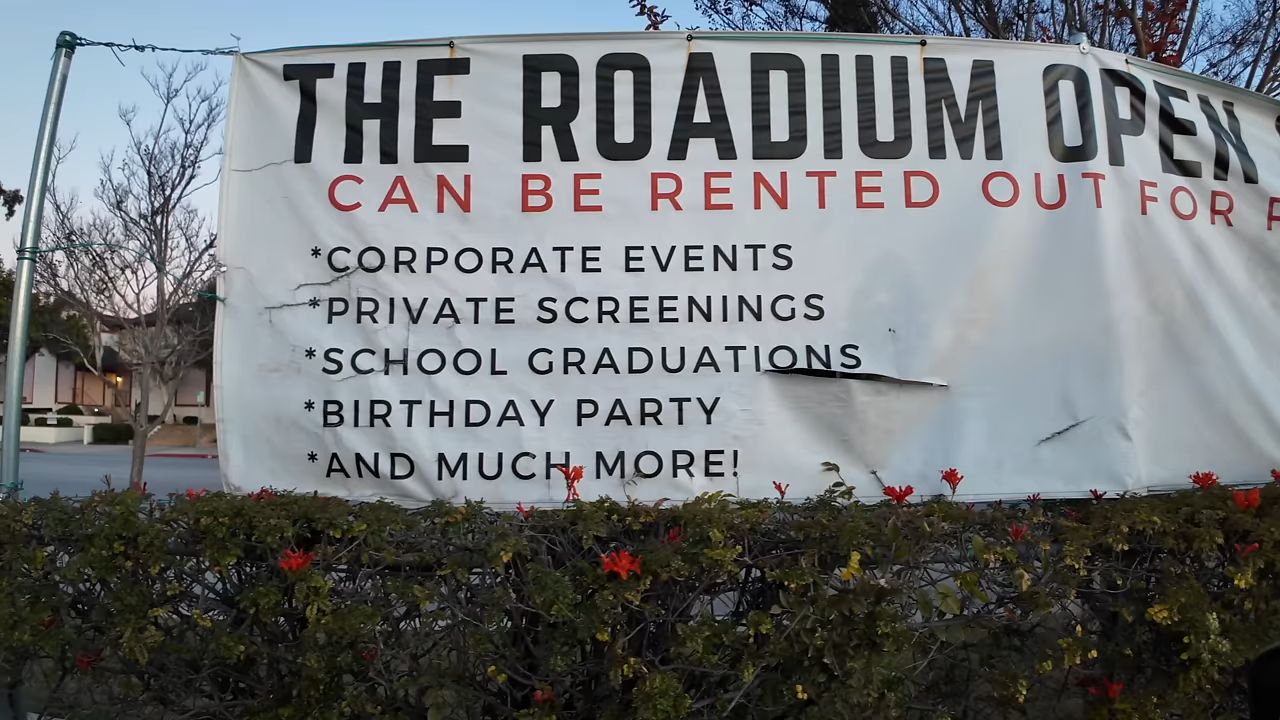 THE ROADIUM OPEN
CAN BE RENTED OUT FOR
*CORPORATE EVENTS
*PRIVATE SCREENINGS
*SCHOOL GRADUATIONS
*BIRTHDAY PARTY
*AND MUCH MORE!